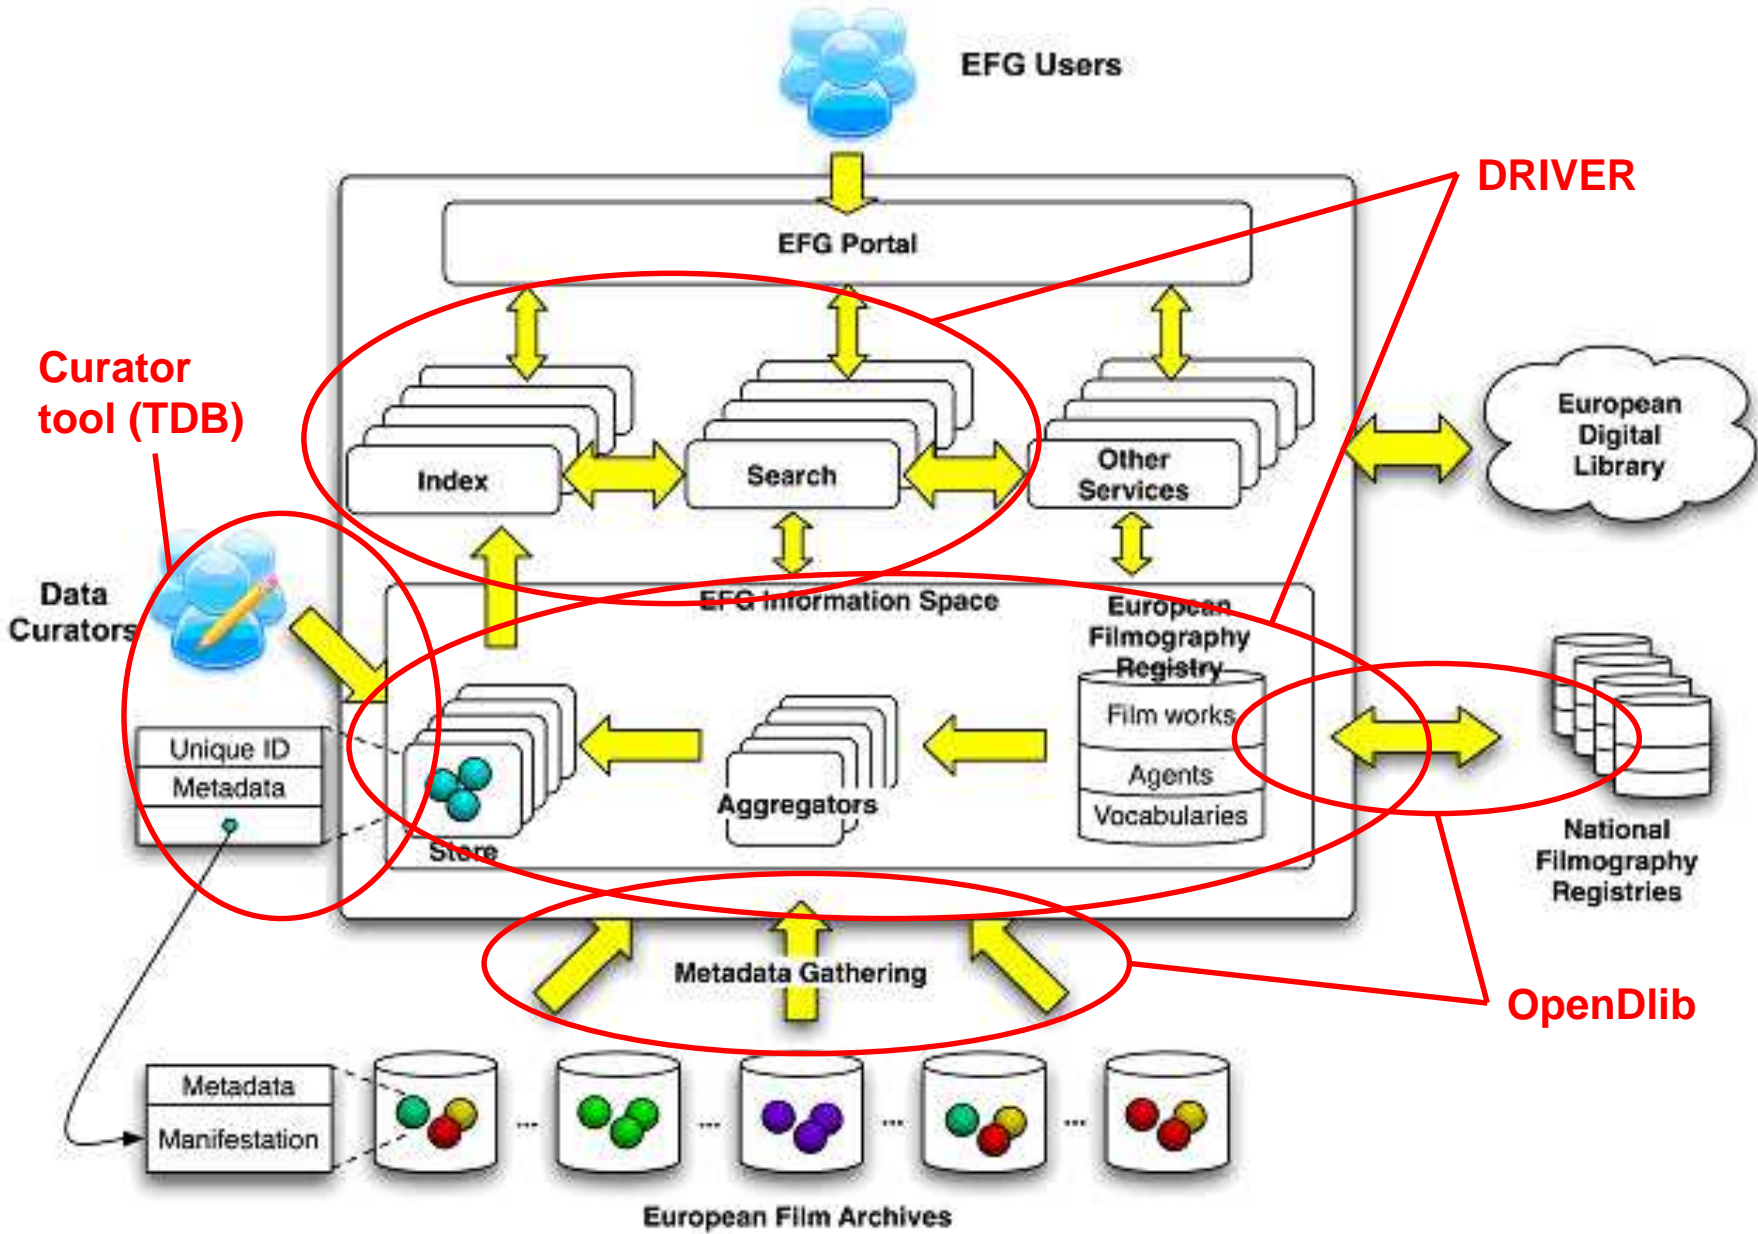 EFG Users
DRIVER
EFG Portal
Curator
tool (TDB)
European
Digital
Library
Index
Search
Other
Services
Data
Curators
EFG Information Space
European
Filmography
Registry
Film works
Agents
Vocabularies
Unique ID
Metadata
Aggregators
Store
National
Filmography
Registries
Metadata Gathering
OpenDlib
Metadata
Manifestation
...
...
...
...
European Film Archives